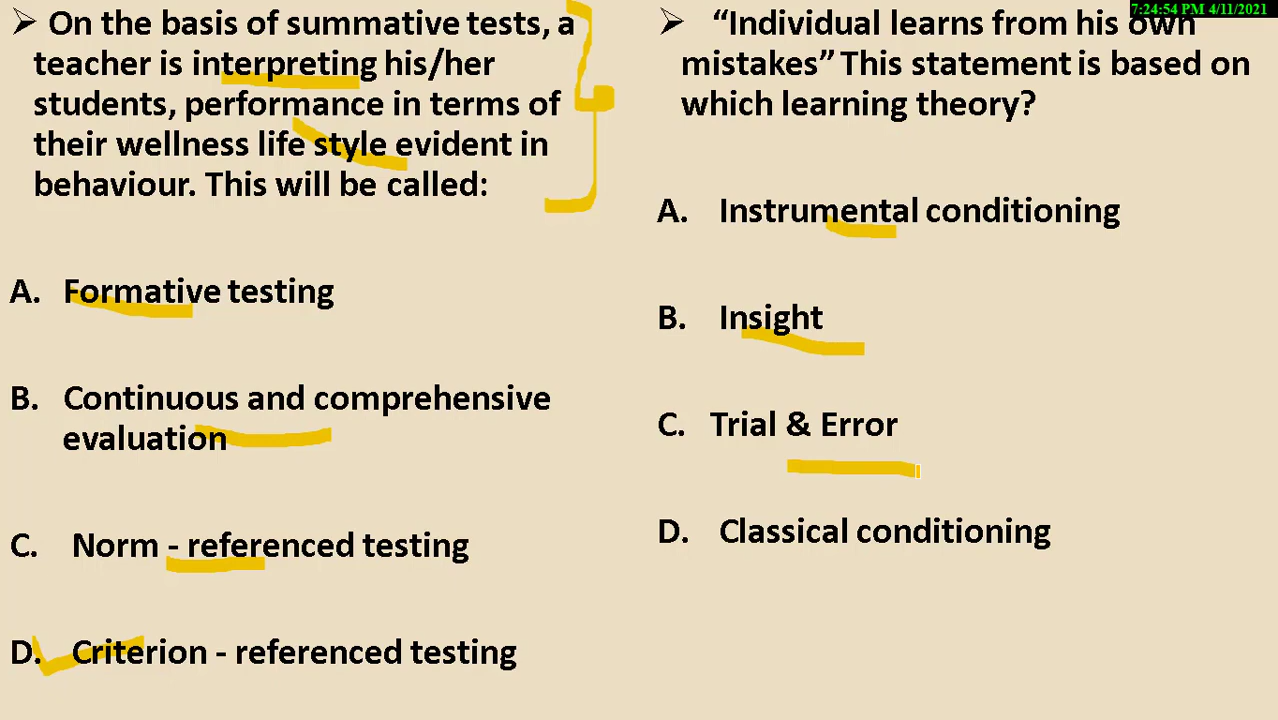 7:24:54 PM 4/11/2021
➢ On the basis of summative tests, a
teacher is interpreting his/her
students, performance in terms of
their wellness life style evident in
behaviour. This will be called:
A. Formative testing
B. Continuous and comprehensive
evaluation
C. Norm - referenced testing
D. Criterion - referenced testing
➢ “Individual learns from his own
mistakes” This statement is based on
which learning theory?
A. Instrumental conditioning
B. Insight
C. Trial & Error
D. Classical conditioning